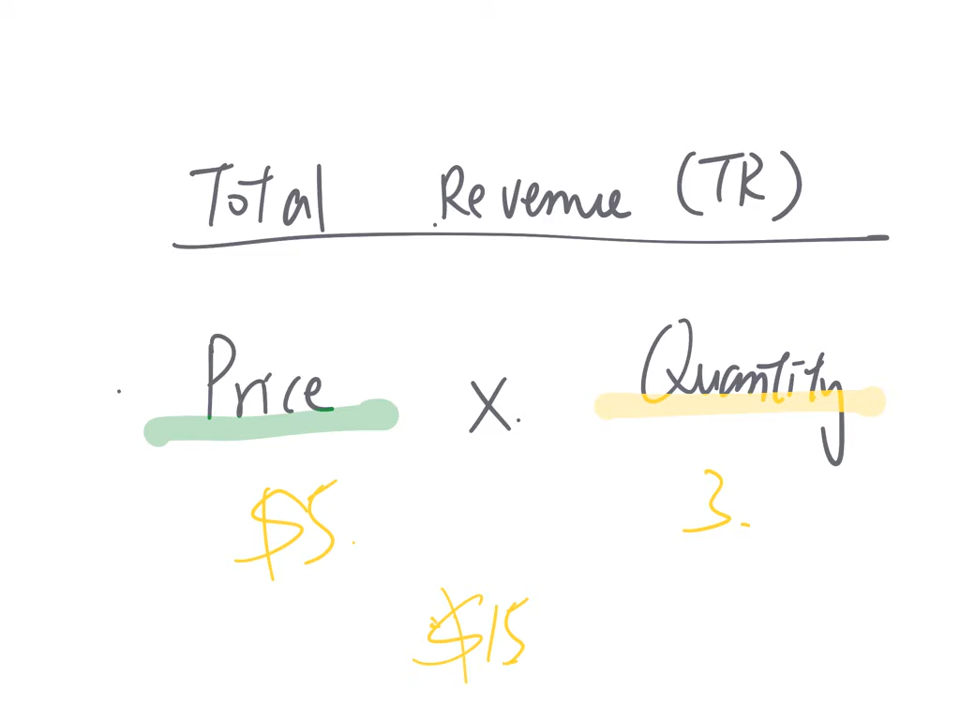 Total Revenue (TR)
Price X Quantity
$5. 3.
$15